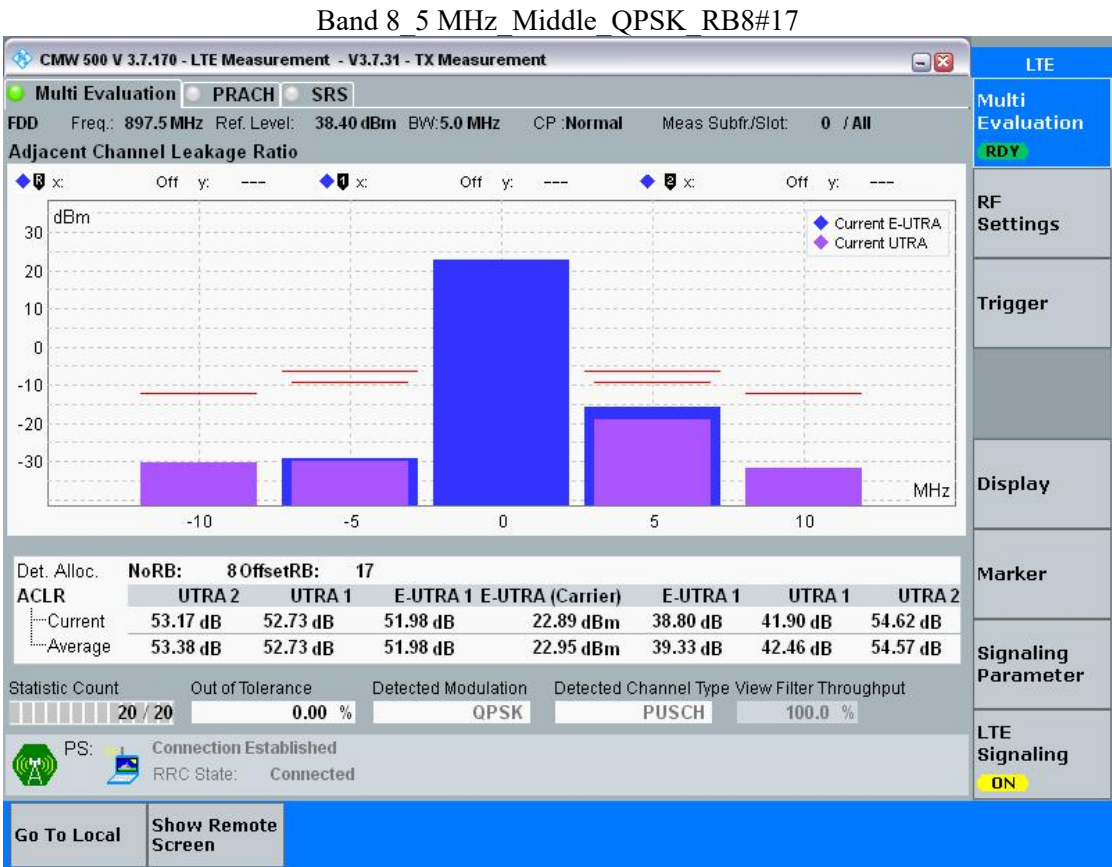 Band 8_5 MHz_Middle_QPSK_RB8#17
CMW 500 V 3.7.170 - LTE Measurement - V3.7.31 - TX Measurement
LTE
Multi Evaluation PRACH SRS
Multi Evaluation
RDY
FDD Freq.: 897.5 MHz Ref. Level: 38.40 dBm BW: 5.0 MHz CP : Normal Meas Subfr./Slot: 0 / All
Adjacent Channel Leakage Ratio
R x: Off y: --- 1 x: Off y: --- 2 x: Off y: ---
dBm
Current E-UTRA
Current UTRA
30
20
10
0
-10
-20
-30
MHz
-10 -5 0 5 10
RF Settings
Trigger
Display
Marker
Signaling Parameter
LTE Signaling
ON
Det. Alloc. NoRB: 8 OffsetRB: 17
ACLR UTRA 2 UTRA 1 E-UTRA 1 E-UTRA (Carrier) E-UTRA 1 UTRA 1 UTRA 2
Current 53.17 dB 52.73 dB 51.98 dB 22.89 dBm 38.80 dB 41.90 dB 54.62 dB
Average 53.38 dB 52.73 dB 51.98 dB 22.95 dBm 39.33 dB 42.46 dB 54.57 dB
Statistic Count Out of Tolerance Detected Modulation Detected Channel Type View Filter Throughput
20 / 20 0.00 % QPSK PUSCH 100.0 %
PS: Connection Established
RRC State: Connected
Go To Local
Show Remote Screen